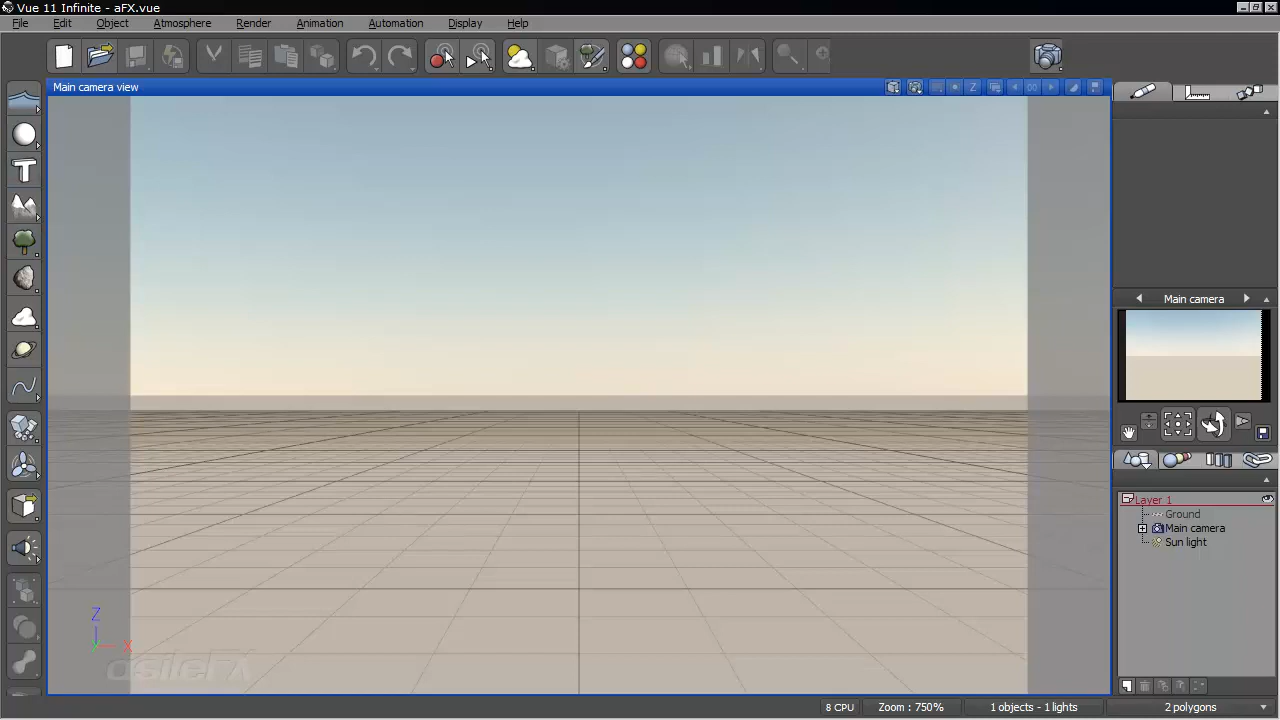 Vue 11 Infinite - aFX.vue
File Edit Object Atmosphere Render Animation Automation Display Help
Main camera view
Z
Main camera
Layer 1
Ground
Main camera
Sun light
Z
Y X
asileFX
8 CPU Zoom : 750% 1 objects - 1 lights 2 polygons